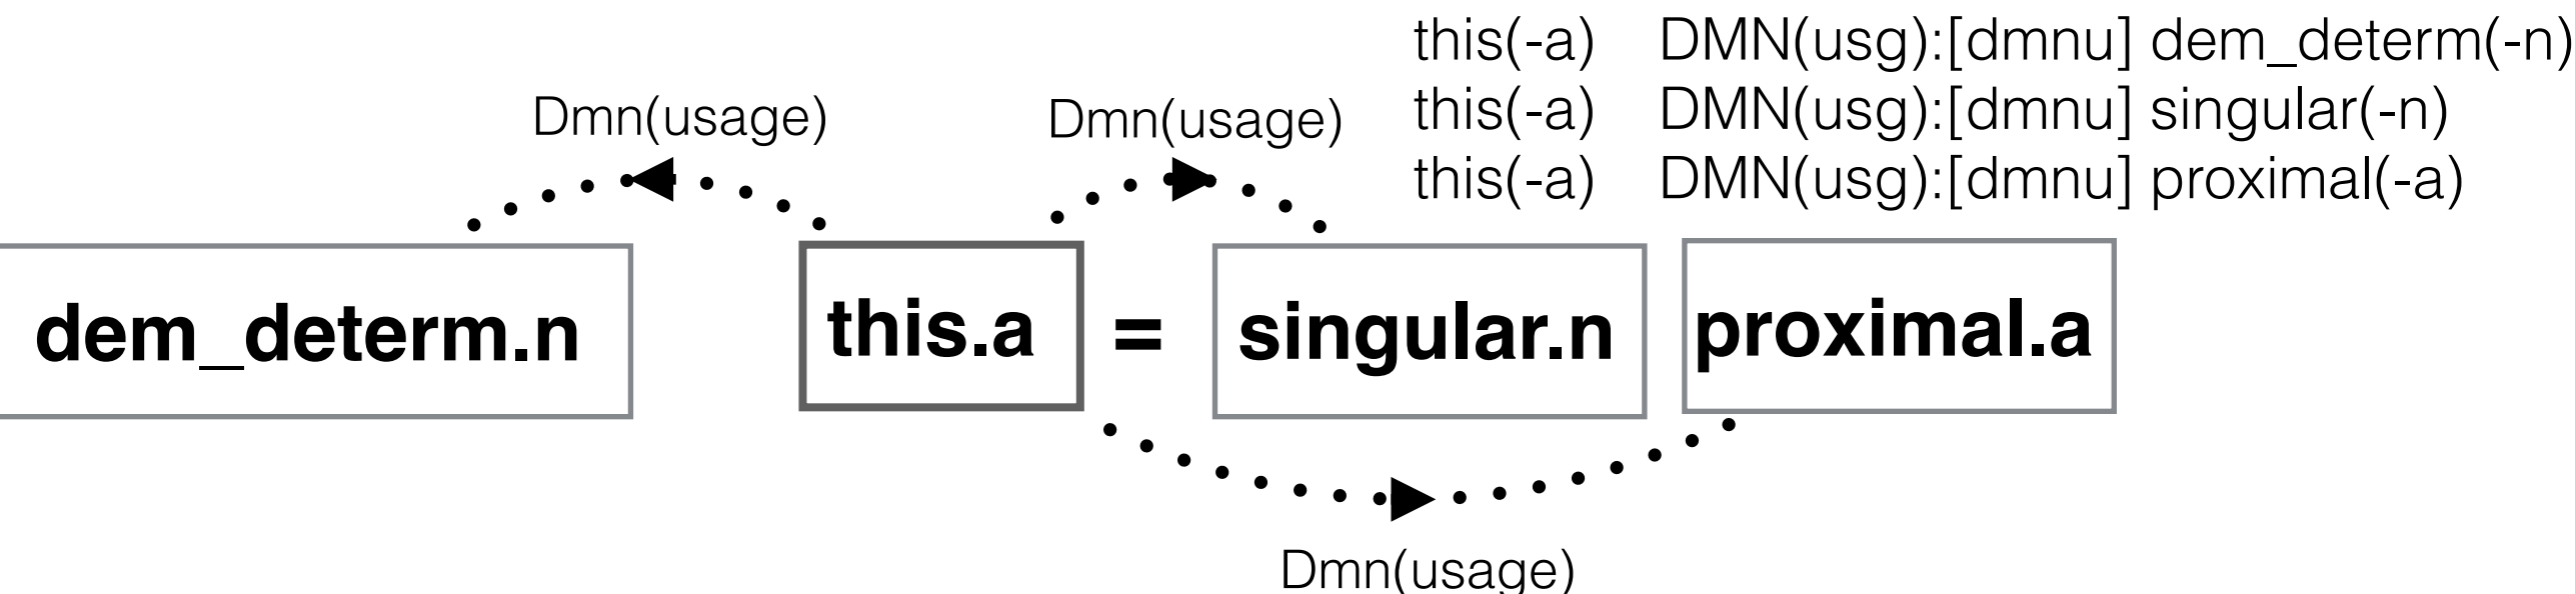 this(-a) DMN(usg):[dmnu] dem_determ(-n)
this(-a) DMN(usg):[dmnu] singular(-n)
this(-a) DMN(usg):[dmnu] proximal(-a)
Dmn(usage) Dmn(usage)
dem_determ.n this.a = singular.n proximal.a
Dmn(usage)